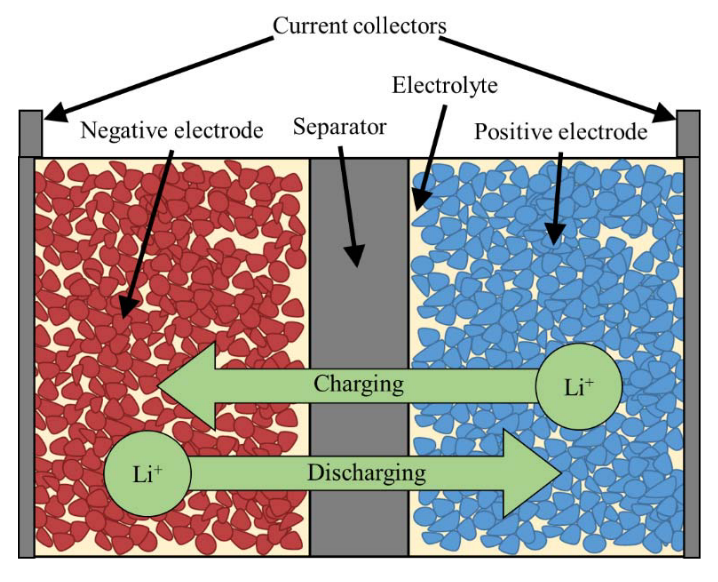 Current collectors
Electrolyte
Negative electrode
Separator
Positive electrode
Charging
Li⁺
Li⁺
Discharging